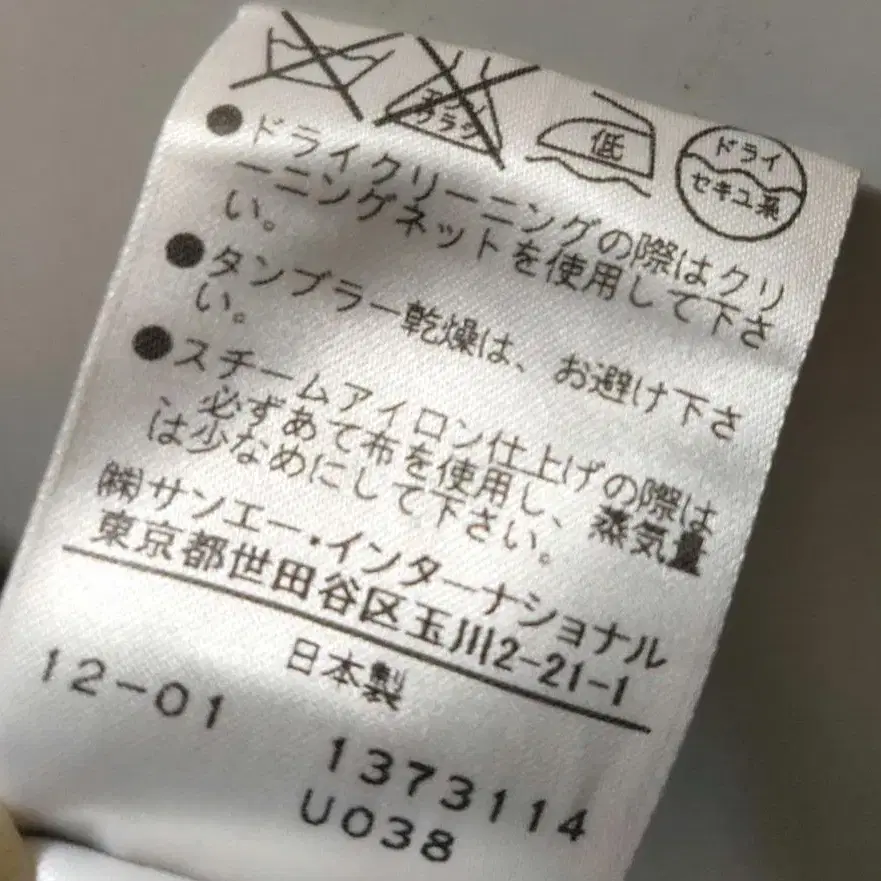 エンソ
サラシ
低
ドライ
セキユ系
●ドライクリーニングの際はクリ
ーニングネットを使用して下さ
い。
●タンブラー乾燥は、お避け下さ
い。
●スチームアイロン仕上げの際は
、必ずあて布を使用し、蒸気量
は少なめにして下さい。
㈱サンエー・インターナショナル
東京都世田谷区玉川2-21-1
日本製
12-01
1373114
U038